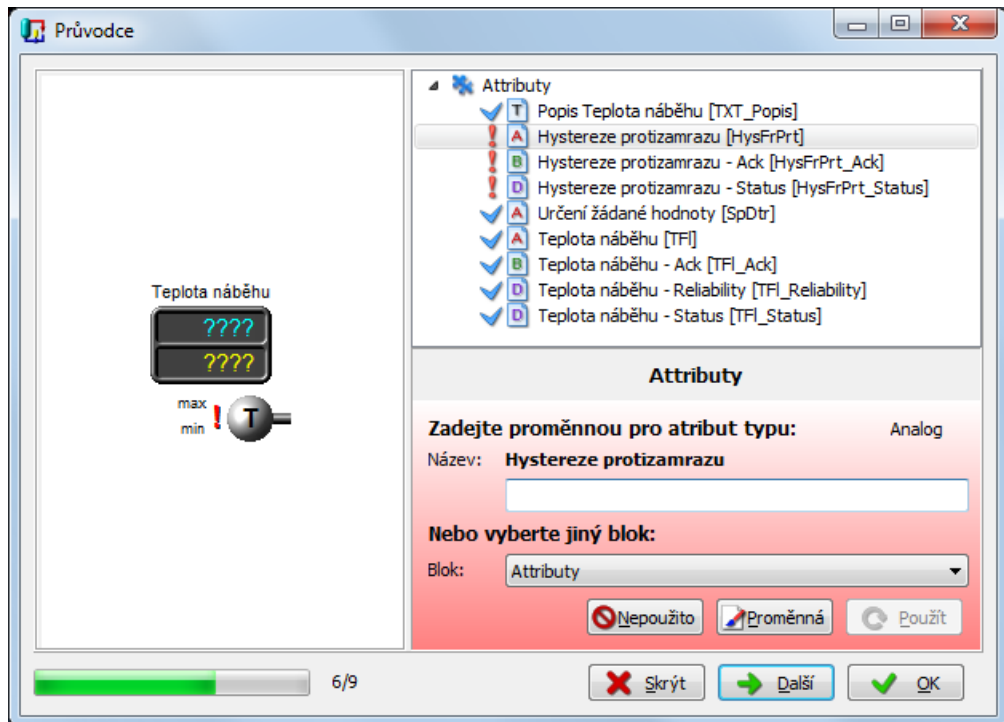 Průvodce
Teplota náběhu
????
????
max
min
!
T
Attributy
T Popis Teplota náběhu [TXT_Popis]
! A Hystereze protizamrazu [HysFrPrt]
! B Hystereze protizamrazu - Ack [HysFrPrt_Ack]
! D Hystereze protizamrazu - Status [HysFrPrt_Status]
A Určení žádané hodnoty [SpDtr]
A Teplota náběhu [TFl]
B Teplota náběhu - Ack [TFl_Ack]
D Teplota náběhu - Reliability [TFl_Reliability]
D Teplota náběhu - Status [TFl_Status]
Attributy
Zadejte proměnnou pro atribut typu: Analog
Název: Hystereze protizamrazu
Nebo vyberte jiný blok:
Blok: Attributy
Nepoužito Proměnná Použít
6/9 Skrýt Další OK